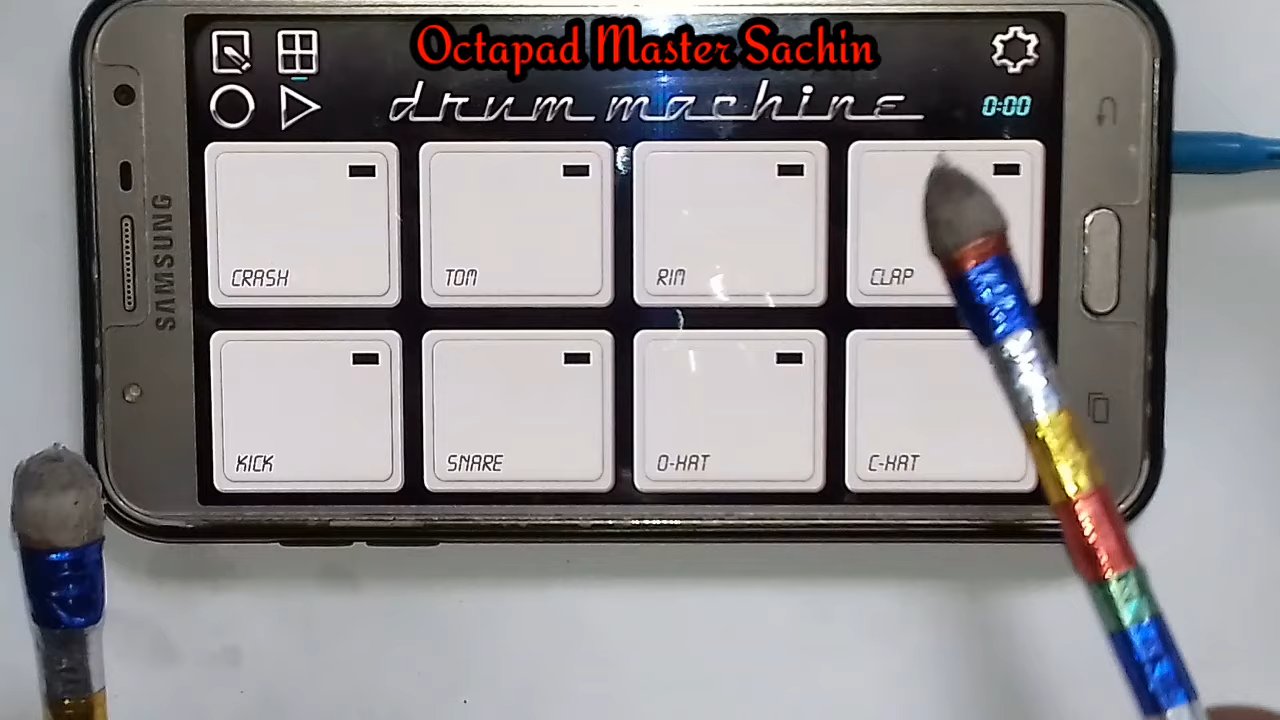 Octapad Master Sachin
drum machine
0:00
SAMSUNG
CRASH
TOM
RIM
CLAP
KICK
SNARE
O-HAT
C-HAT